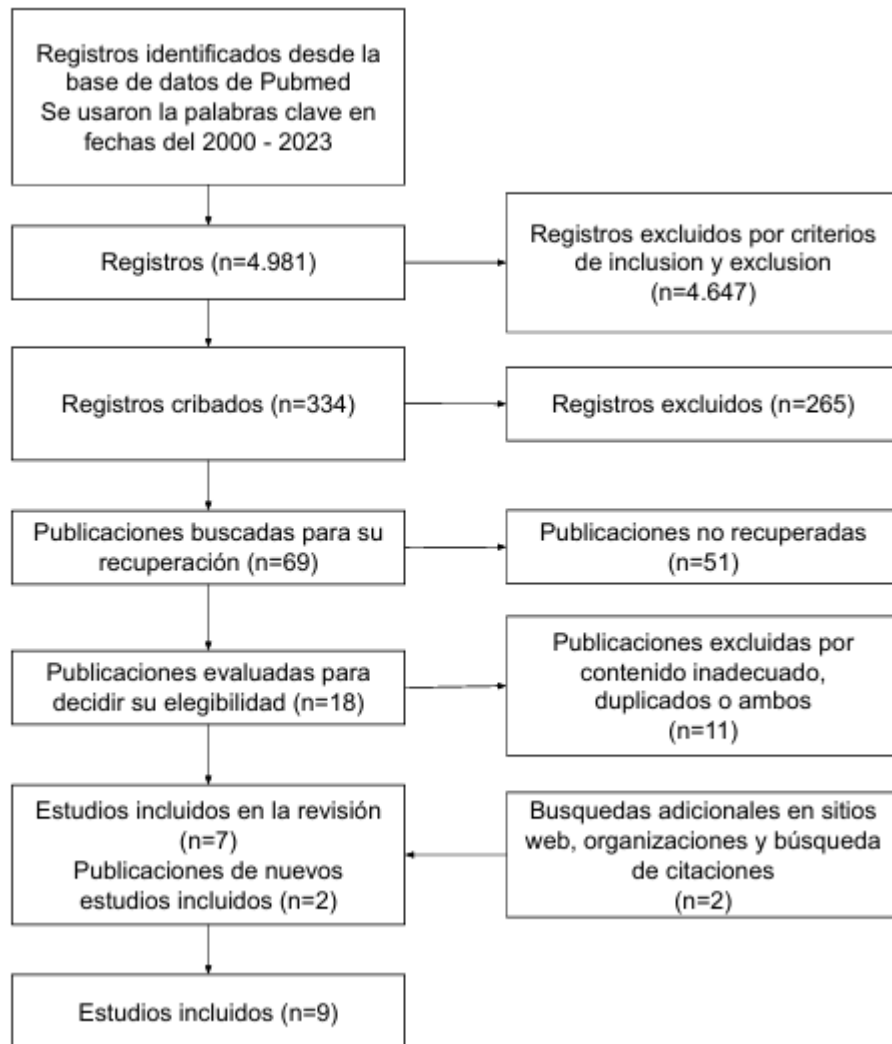 Registros identificados desde la
base de datos de Pubmed
Se usaron la palabras clave en
fechas del 2000 - 2023
Registros (n=4.981)
Registros excluidos por criterios
de inclusion y exclusion
(n=4.647)
Registros cribados (n=334)
Registros excluidos (n=265)
Publicaciones buscadas para su
recuperación (n=69)
Publicaciones no recuperadas
(n=51)
Publicaciones evaluadas para
decidir su elegibilidad (n=18)
Publicaciones excluidas por
contenido inadecuado,
duplicados o ambos
(n=11)
Estudios incluidos en la revisión
(n=7)
Publicaciones de nuevos
estudios incluidos (n=2)
Busquedas adicionales en sitios
web, organizaciones y búsqueda
de citaciones
(n=2)
Estudios incluidos (n=9)